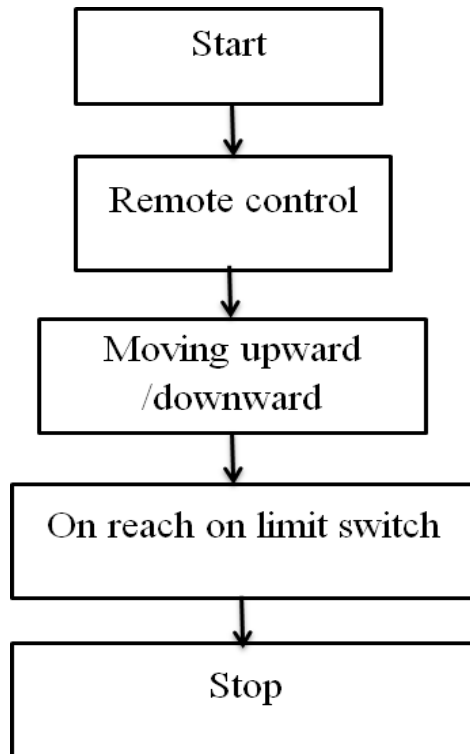 Start
Remote control
Moving upward
/downward
On reach on limit switch
Stop